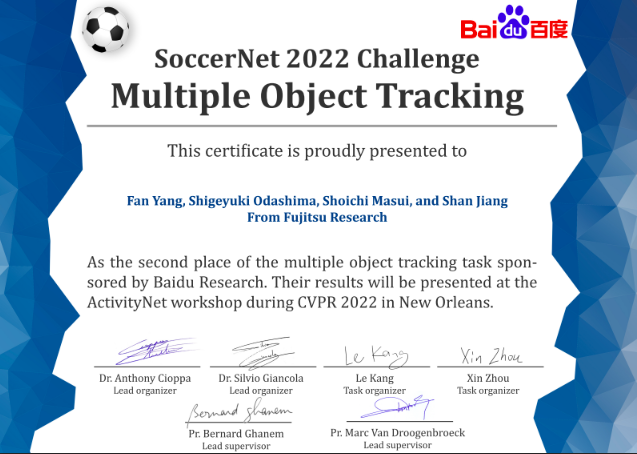 Baidu百度
SoccerNet 2022 Challenge
Multiple Object Tracking
This certificate is proudly presented to
Fan Yang, Shigeyuki Odashima, Shoichi Masui, and Shan Jiang
From Fujitsu Research
As the second place of the multiple object tracking task spon-
sored by Baidu Research. Their results will be presented at the
ActivityNet workshop during CVPR 2022 in New Orleans.
Le Kang Xin Zhou
Dr. Anthony Cioppa Dr. Silvio Giancola Le Kang Xin Zhou
Lead organizer Lead organizer Task organizer Task organizer
Bernard Ghanem
Pr. Bernard Ghanem Pr. Marc Van Droogenbroeck
Lead supervisor Lead supervisor